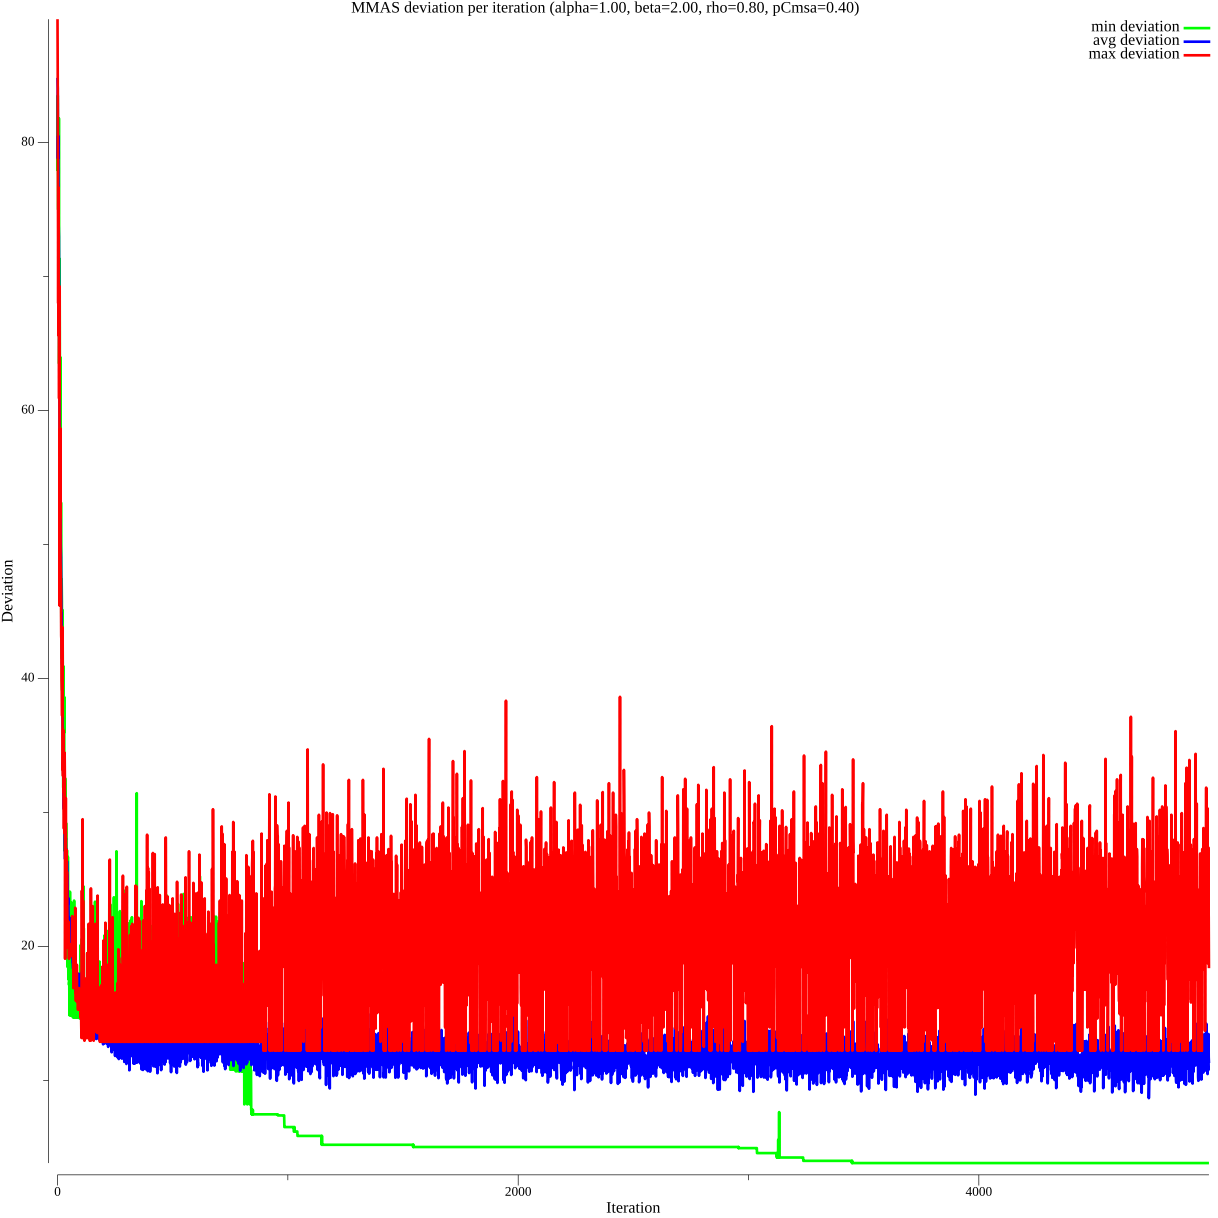 MMAS deviation per iteration (alpha=1.00, beta=2.00, rho=0.80, pCmsa=0.40)
min deviation
avg deviation
max deviation
80
60
40
20
Deviation
0
2000
4000
Iteration